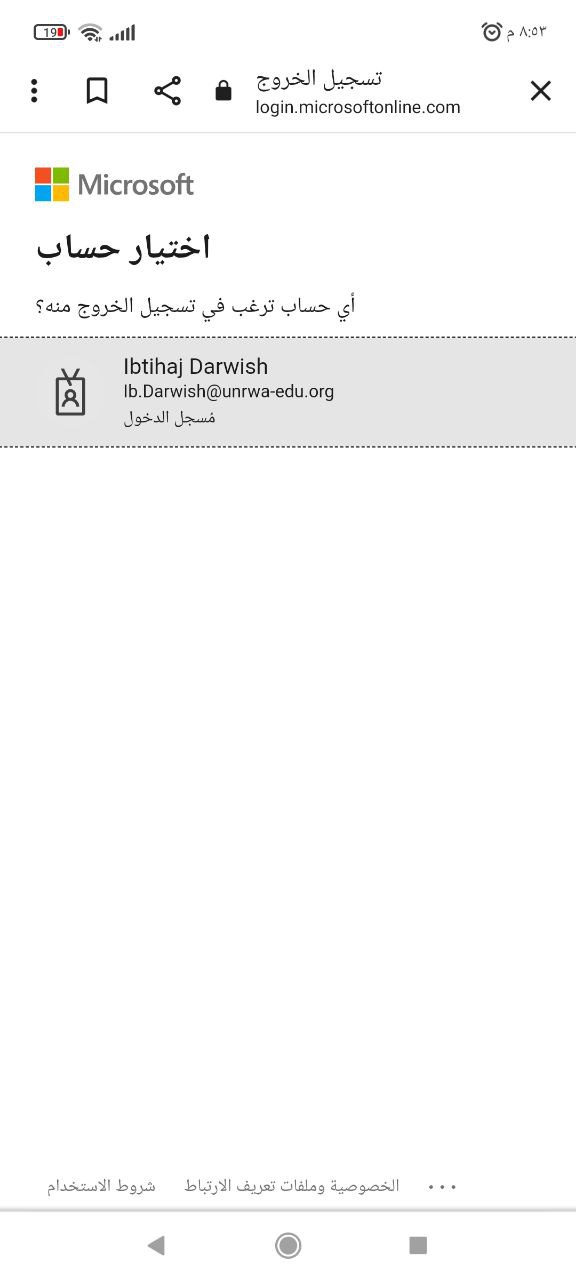 19 ٨:٥٣ م
تسجيل الخروج
login.microsoftonline.com
Microsoft
اختيار حساب
أي حساب ترغب في تسجيل الخروج منه؟
Ibtihaj Darwish
Ib.Darwish@unrwa-edu.org
مُسجل الدخول
شروط الاستخدام الخصوصية وملفات تعريف الارتباط